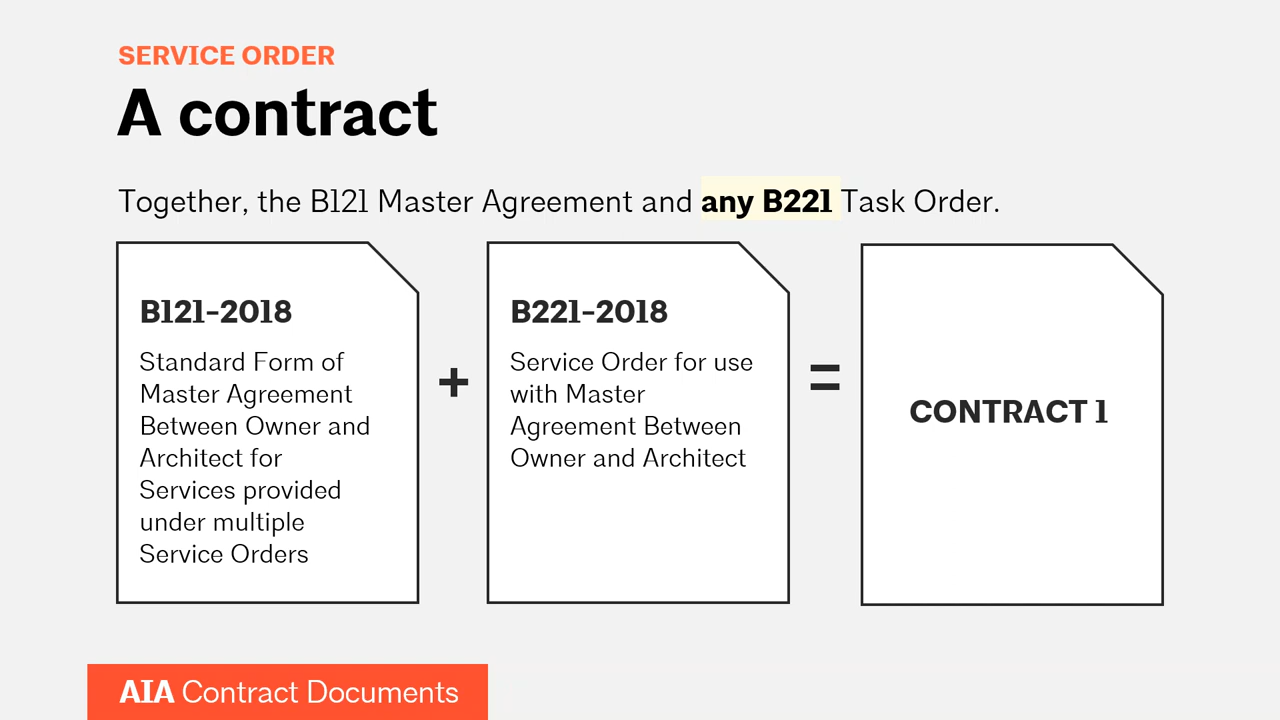 SERVICE ORDER
A contract
Together, the B121 Master Agreement and any B221 Task Order.
B121-2018
Standard Form of
Master Agreement
Between Owner and
Architect for
Services provided
under multiple
Service Orders
+
B221-2018
Service Order for use
with Master
Agreement Between
Owner and Architect
=
CONTRACT 1
AIA Contract Documents